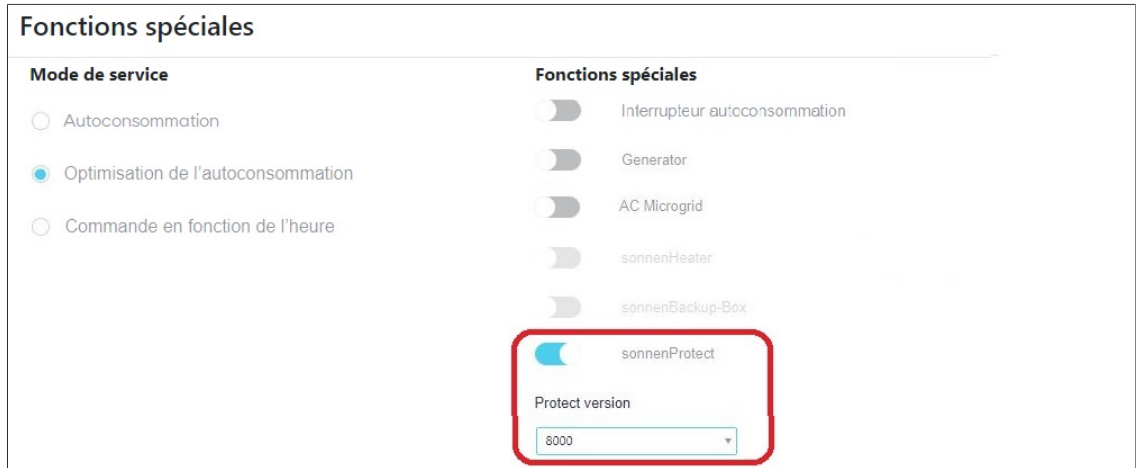 Fonctions spéciales
Mode de service
Autoconsommation
Optimisation de l'autoconsommation
Commande en fonction de l'heure
Fonctions spéciales
Interrupteur autoconsommation
Generator
AC Microgrid
sonnenHeater
sonnenBackup-Box
sonnenProtect
Protect version
8000